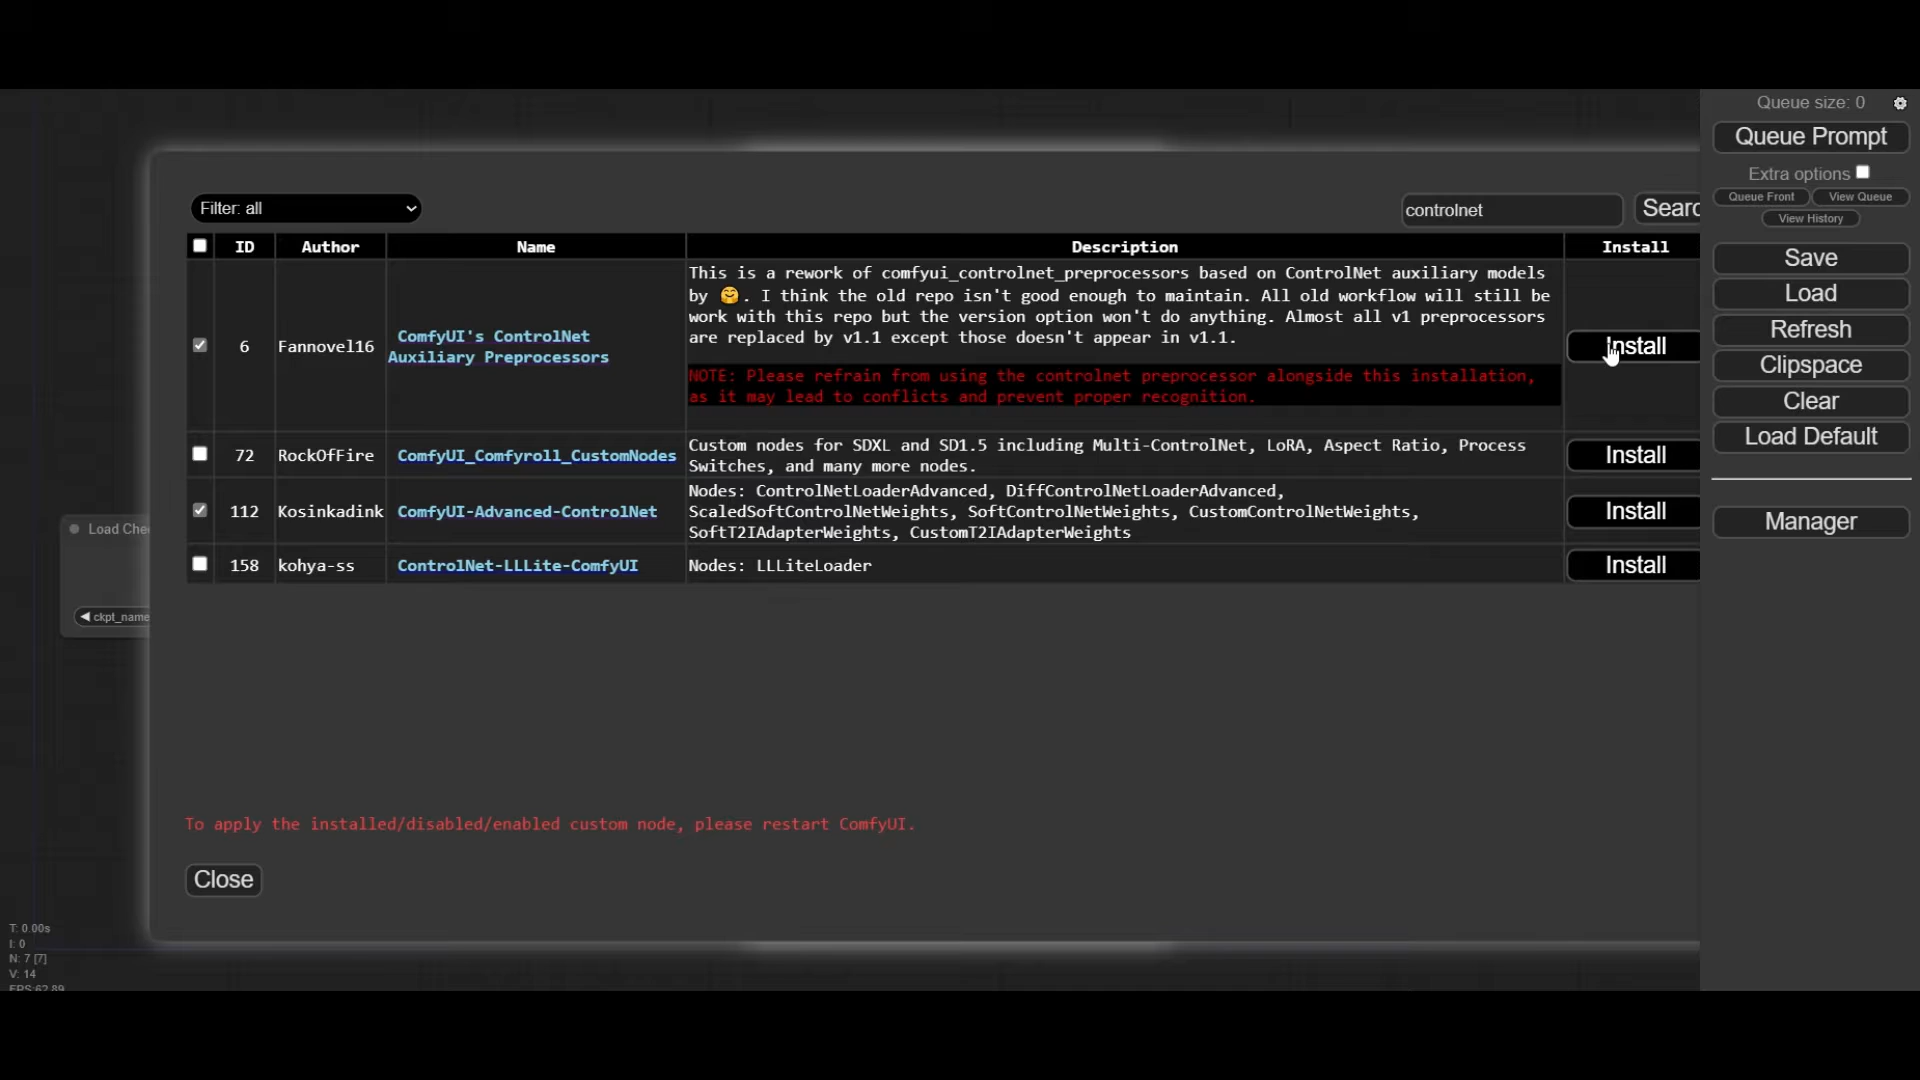 Queue size: 0
Queue Prompt
Extra options
Queue Front View Queue
View History
Save
Load
Refresh
Clipspace
Clear
Load Default
Manager
Filter: all
controlnet
Searc
ID Author Name Description Install
6 Fannovel16
ComfyUI's ControlNet
Auxiliary Preprocessors
This is a rework of comfyui_controlnet_preprocessors based on ControlNet auxiliary models
by 🤗. I think the old repo isn't good enough to maintain. All old workflow will still be
work with this repo but the version option won't do anything. Almost all v1 preprocessors
are replaced by v1.1 except those doesn't appear in v1.1.
NOTE: Please refrain from using the controlnet preprocessor alongside this installation,
as it may lead to conflicts and prevent proper recognition.
Install
72 RockOfFire ComfyUI_Comfyroll_CustomNodes
Custom nodes for SDXL and SD1.5 including Multi-ControlNet, LoRA, Aspect Ratio, Process
Switches, and many more nodes.
Install
112 Kosinkadink ComfyUI-Advanced-ControlNet
Nodes: ControlNetLoaderAdvanced, DiffControlNetLoaderAdvanced,
ScaledSoftControlNetWeights, SoftControlNetWeights, CustomControlNetWeights,
SoftT2IAdapterWeights, CustomT2IAdapterWeights
Install
158 kohya-ss ControlNet-LLLite-ComfyUI Nodes: LLLiteLoader Install
Load Che
ckpt_name
To apply the installed/disabled/enabled custom node, please restart ComfyUI.
Close
T: 0.00s
I: 0
N: 7 [7]
V: 14
FPS:62.89